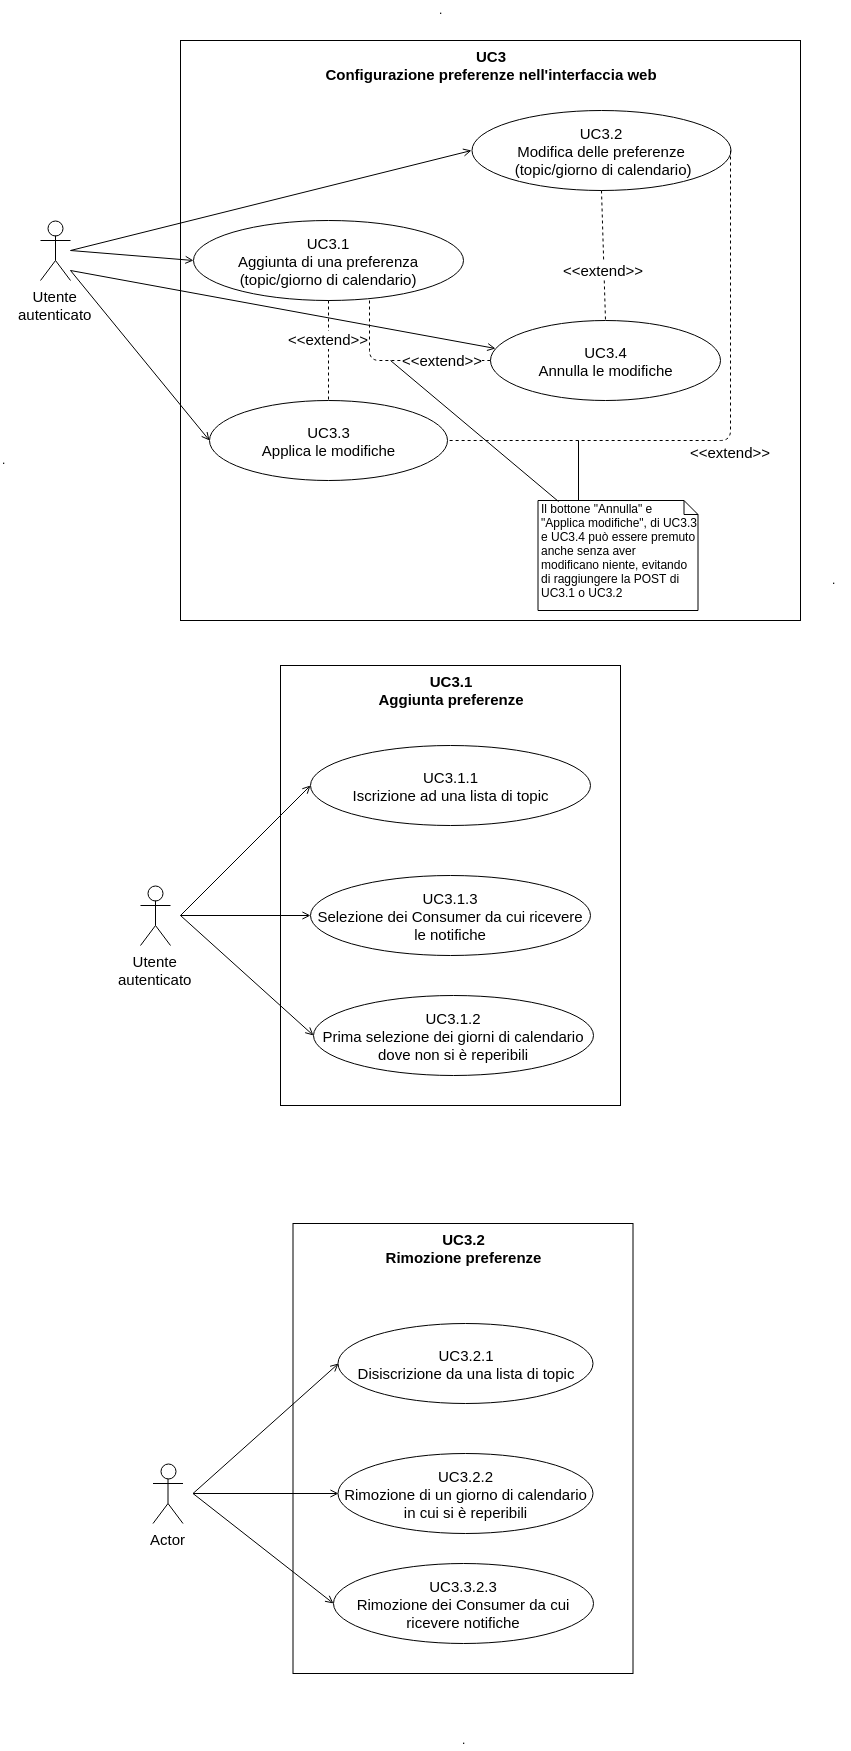 UC3
Configurazione preferenze nell'interfaccia web
UC3.2
Modifica delle preferenze
(topic/giorno di calendario)
UC3.1
Aggiunta di una preferenza
(topic/giorno di calendario)
Utente
autenticato
<<extend>>
<<extend>>
<<extend>>
UC3.4
Annulla le modifiche
UC3.3
Applica le modifiche
<<extend>>
Il bottone "Annulla" e
"Applica modifiche", di UC3.3
e UC3.4 può essere premuto
anche senza aver
modificano niente, evitando
di raggiungere la POST di
UC3.1 o UC3.2
UC3.1
Aggiunta preferenze
UC3.1.1
Iscrizione ad una lista di topic
UC3.1.3
Selezione dei Consumer da cui ricevere
le notifiche
Utente
autenticato
UC3.1.2
Prima selezione dei giorni di calendario
dove non si è reperibili
UC3.2
Rimozione preferenze
UC3.2.1
Disiscrizione da una lista di topic
UC3.2.2
Rimozione di un giorno di calendario
in cui si è reperibili
Actor
UC3.3.2.3
Rimozione dei Consumer da cui
ricevere notifiche